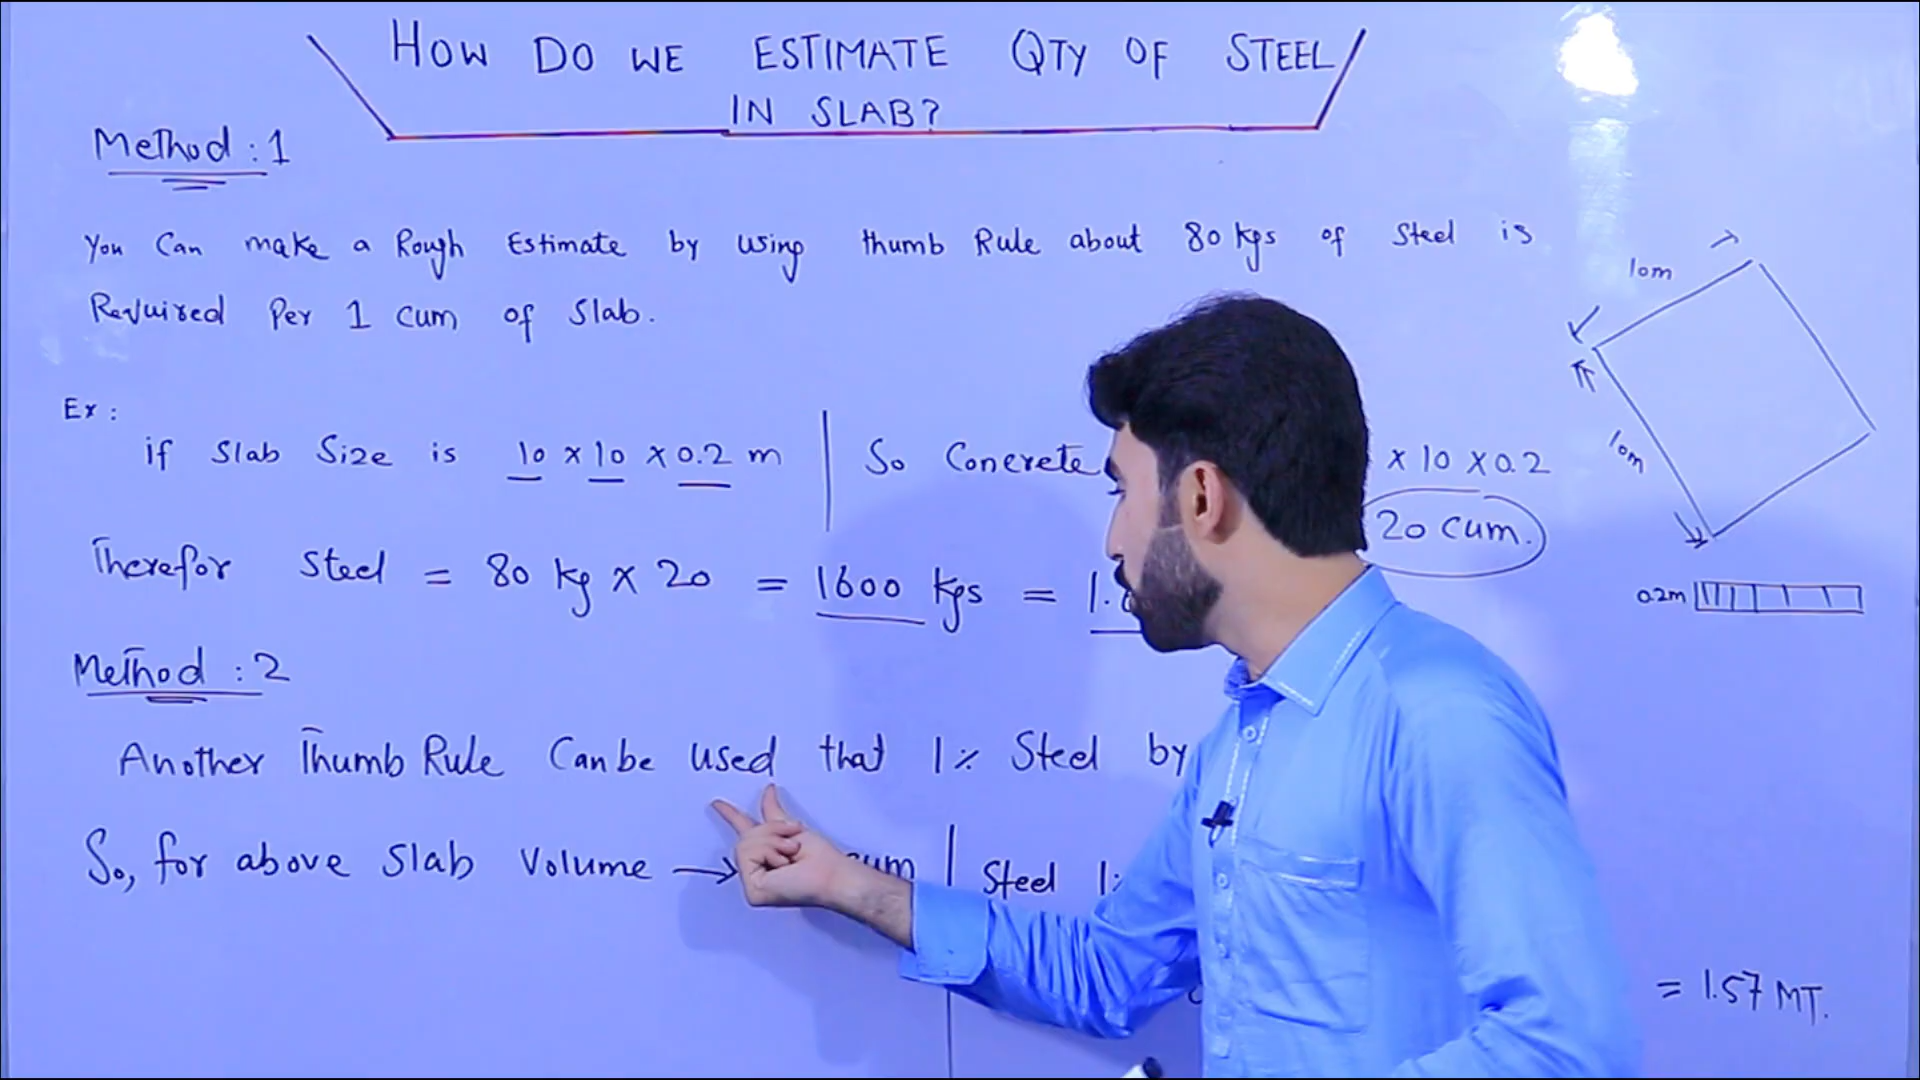 HOW DO WE ESTIMATE QTY OF STEEL
IN SLAB?
Method : 1
You Can make a Rough Estimate by using thumb Rule about 80 kgs of Steel is
Required Per 1 cum of Slab.
Ex :
if Slab Size is 10 x 10 x 0.2 m
So Concrete x 10 x 0.2
20 cum.
Therefor Steel = 80 kg x 20 = 1600 kgs = 1.
Method : 2
Another Thumb Rule Can be used that 1% Steel by
So, for above Slab Volume → cum
Steel 1%
= 1.57 MT.
10m
10m
0.2m